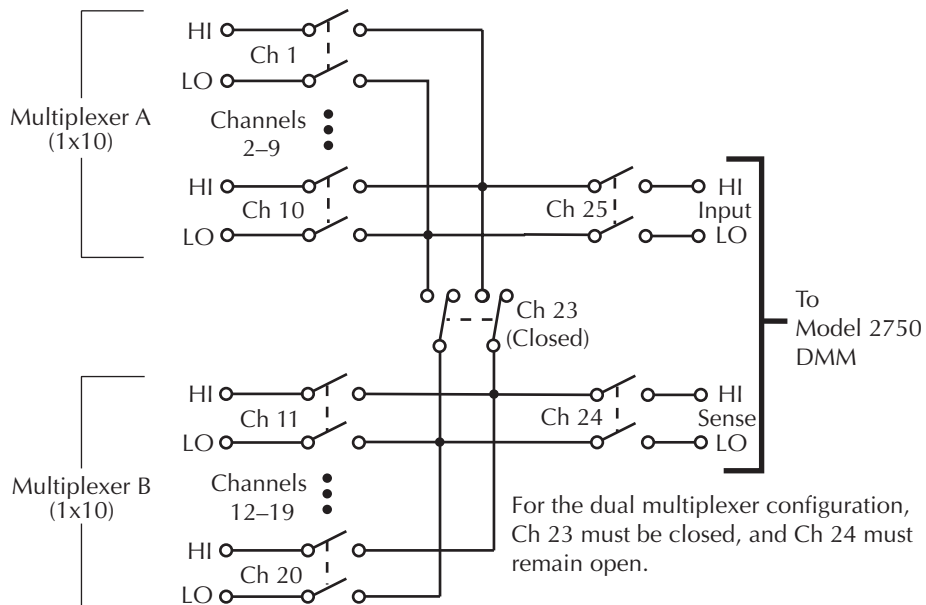 HI
Ch 1
LO
Multiplexer A
(1x10)
Channels
2–9
HI
Ch 10
LO
Ch 25
HI
Input
LO
Ch 23
(Closed)
To
Model 2750
DMM
HI
Ch 11
LO
Ch 24
HI
Sense
LO
Multiplexer B
(1x10)
Channels
12–19
HI
Ch 20
LO
For the dual multiplexer configuration,
Ch 23 must be closed, and Ch 24 must
remain open.